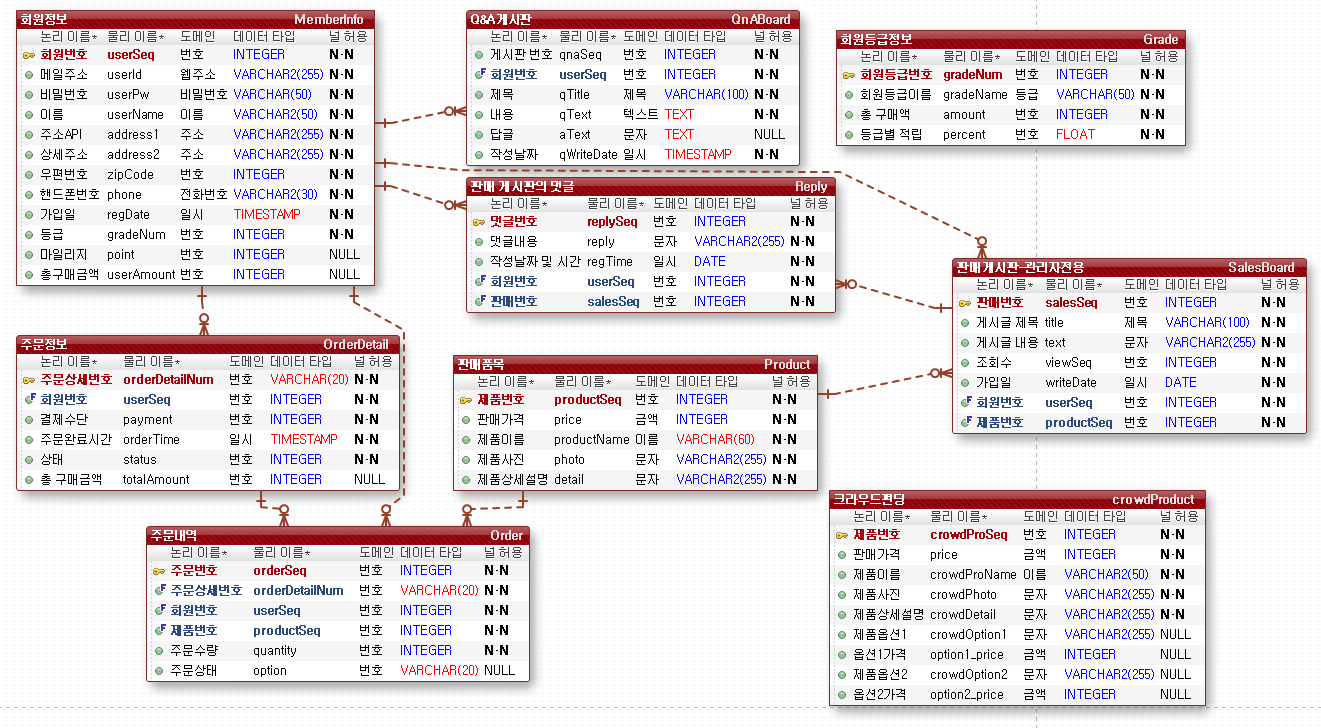 회원정보 MemberInfo
논리 이름* 물리 이름* 도메인 데이터 타입 널 허용
회원번호 userSeq 번호 INTEGER N-N
메일주소 userId 웹주소 VARCHAR2(255) N-N
비밀번호 userPw 비밀번호 VARCHAR(50) N-N
이름 userName 이름 VARCHAR2(50) N-N
주소API address1 주소 VARCHAR2(255) N-N
상세주소 address2 주소 VARCHAR2(255) N-N
우편번호 zipCode 번호 INTEGER N-N
핸드폰번호 phone 전화번호 VARCHAR2(30) N-N
가입일 regDate 일시 TIMESTAMP N-N
등급 gradeNum 번호 INTEGER N-N
마일리지 point 번호 INTEGER NULL
총구매금액 userAmount 번호 INTEGER NULL
Q&A게시판 QnABoard
논리 이름* 물리 이름* 도메인 데이터 타입 널 허용
게시판 번호 qnaSeq 번호 INTEGER N-N
회원번호 userSeq 번호 INTEGER N-N
제목 qTitle 제목 VARCHAR(100) N-N
내용 qText 텍스트 TEXT N-N
답글 aText 문자 TEXT NULL
작성날짜 qWriteDate 일시 TIMESTAMP N-N
회원등급정보 Grade
논리 이름* 물리 이름* 도메인 데이터 타입 널 허용
회원등급번호 gradeNum 번호 INTEGER N-N
회원등급이름 gradeName 등급 VARCHAR(50) N-N
총 구매액 amount 번호 INTEGER N-N
등급별 적립 percent 번호 FLOAT N-N
판매 게시판의 댓글 Reply
논리 이름* 물리 이름* 도메인 데이터 타입 널 허용
댓글번호 replySeq 번호 INTEGER N-N
댓글내용 reply 문자 VARCHAR2(255) N-N
작성날짜 및 시간 regTime 일시 DATE N-N
회원번호 userSeq 번호 INTEGER N-N
판매번호 salesSeq 번호 INTEGER N-N
판매게시판-관리자전용 SalesBoard
논리 이름* 물리 이름* 도메인 데이터 타입 널 허용
판매번호 salesSeq 번호 INTEGER N-N
게시글 제목 title 제목 VARCHAR(100) N-N
게시글 내용 text 문자 VARCHAR2(255) N-N
조회수 viewSeq 번호 INTEGER N-N
가입일 writeDate 일시 DATE N-N
회원번호 userSeq 번호 INTEGER N-N
제품번호 productSeq 번호 INTEGER N-N
주문정보 OrderDetail
논리 이름* 물리 이름* 도메인 데이터 타입 널 허용
주문상세번호 orderDetailNum 번호 VARCHAR(20) N-N
회원번호 userSeq 번호 INTEGER N-N
결제수단 payment 번호 INTEGER N-N
주문완료시간 orderTime 일시 TIMESTAMP N-N
상태 status 번호 INTEGER N-N
총 구매금액 totalAmount 번호 INTEGER NULL
판매품목 Product
논리 이름* 물리 이름* 도메인 데이터 타입 널 허용
제품번호 productSeq 번호 INTEGER N-N
판매가격 price 금액 INTEGER N-N
제품이름 productName 이름 VARCHAR(60) N-N
제품사진 photo 문자 VARCHAR2(255) N-N
제품상세설명 detail 문자 VARCHAR2(255) N-N
주문내역 Order
논리 이름* 물리 이름* 도메인 데이터 타입 널 허용
주문번호 orderSeq 번호 INTEGER N-N
주문상세번호 orderDetailNum 번호 VARCHAR(20) N-N
회원번호 userSeq 번호 INTEGER N-N
제품번호 productSeq 번호 INTEGER N-N
주문수량 quantity 번호 INTEGER N-N
주문상태 option 번호 VARCHAR(20) NULL
크라우드펀딩 crowdProduct
논리 이름* 물리 이름* 도메인 데이터 타입 널 허용
제품번호 crowdProSeq 번호 INTEGER N-N
판매가격 price 금액 INTEGER N-N
제품이름 crowdProName 이름 VARCHAR2(50) N-N
제품사진 crowdPhoto 문자 VARCHAR2(255) N-N
제품상세설명 crowdDetail 문자 VARCHAR2(255) N-N
제품옵션1 crowdOption1 문자 VARCHAR2(255) NULL
옵션1가격 option1_price 금액 INTEGER NULL
제품옵션2 crowdOption2 문자 VARCHAR2(255) NULL
옵션2가격 option2_price 금액 INTEGER NULL